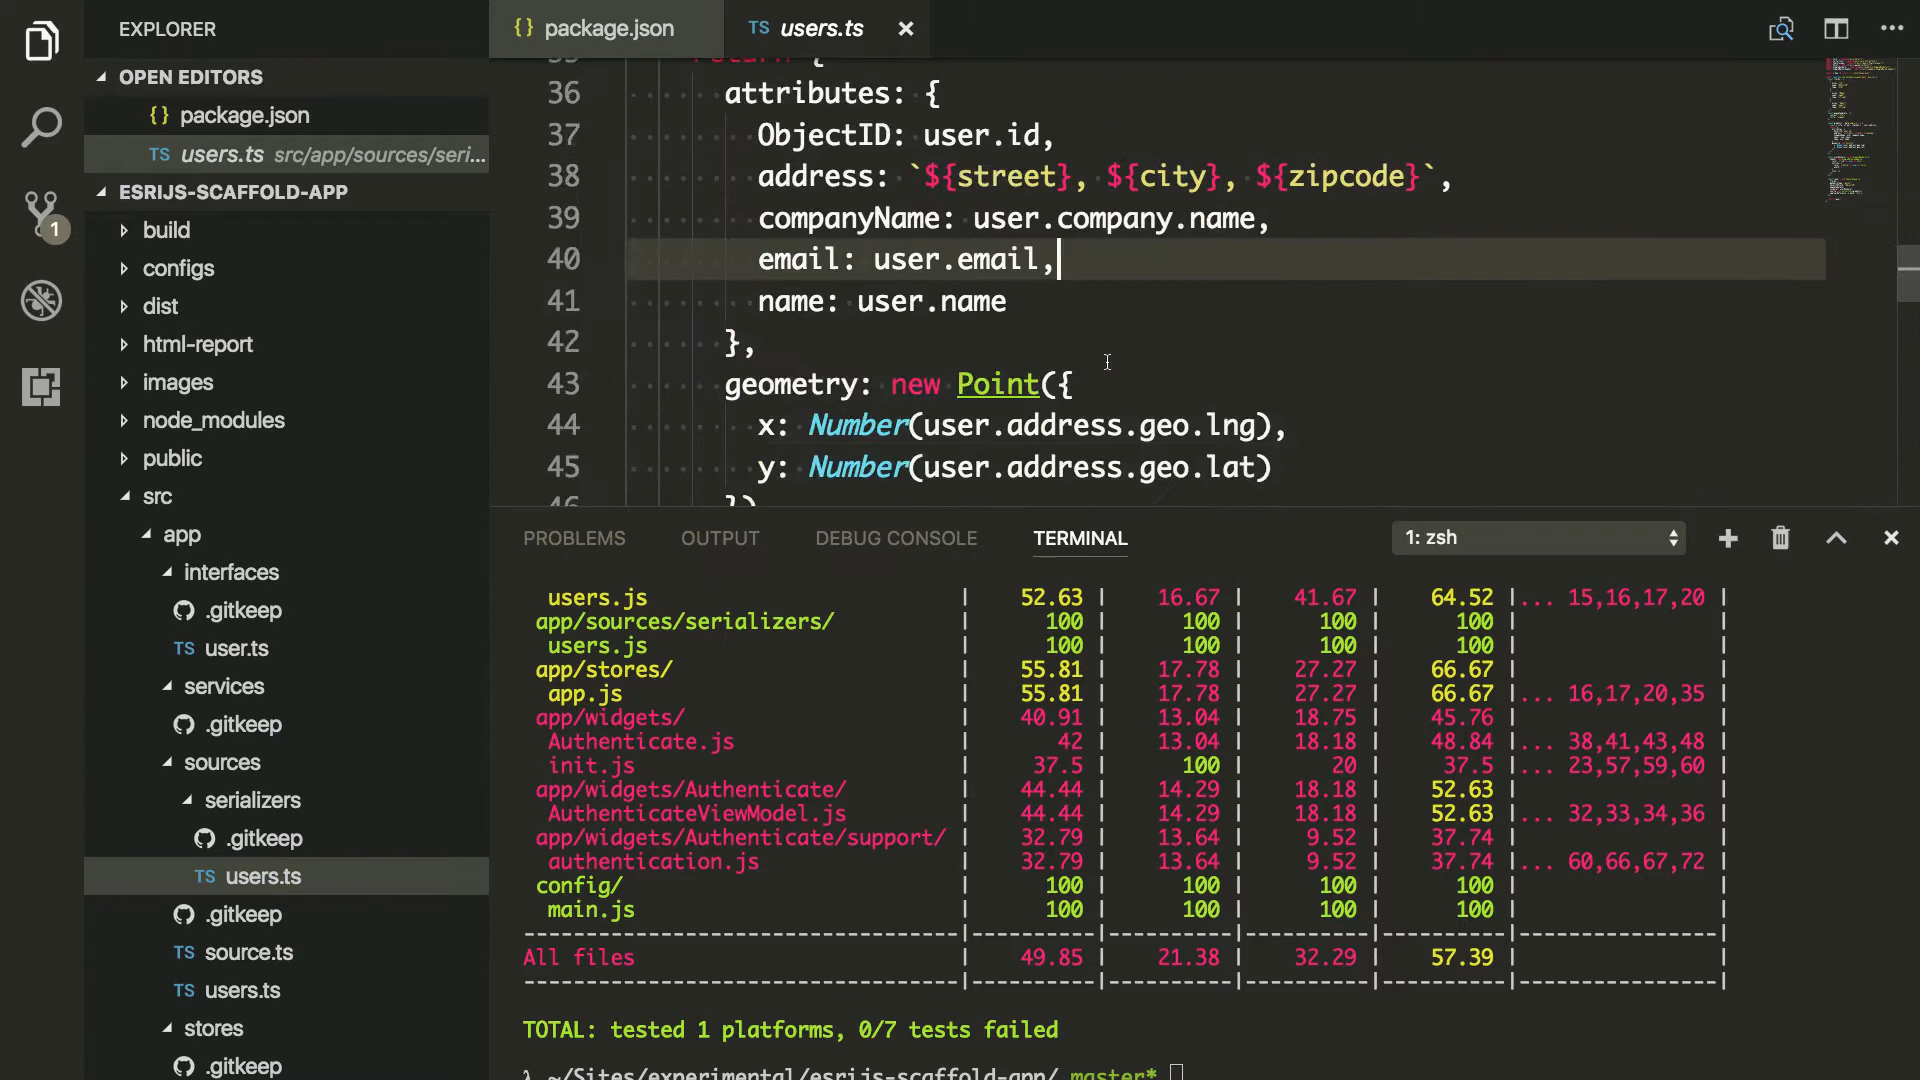 EXPLORER
OPEN EDITORS
{} package.json
TS users.ts src/app/sources/seri...
ESRIJS-SCAFFOLD-APP
build
configs
dist
html-report
images
node_modules
public
src
app
interfaces
.gitkeep
TS user.ts
services
.gitkeep
sources
serializers
.gitkeep
TS users.ts
.gitkeep
TS source.ts
TS users.ts
stores
.gitkeep
1
{} package.json
TS users.ts
35 return {
36 attributes: {
37 ObjectID: user.id,
38 address: `${street}, ${city}, ${zipcode}`,
39 companyName: user.company.name,
40 email: user.email,
41 name: user.name
42 },
43 geometry: new Point({
44 x: Number(user.address.geo.lng),
45 y: Number(user.address.geo.lat)
46 })
PROBLEMS OUTPUT DEBUG CONSOLE TERMINAL 1: zsh
users.js | 52.63 | 16.67 | 41.67 | 64.52 |... 15,16,17,20 |
app/sources/serializers/ | 100 | 100 | 100 | 100 | |
users.js | 100 | 100 | 100 | 100 | |
app/stores/ | 55.81 | 17.78 | 27.27 | 66.67 | |
app.js | 55.81 | 17.78 | 27.27 | 66.67 |... 16,17,20,35 |
app/widgets/ | 40.91 | 13.04 | 18.75 | 45.76 | |
Authenticate.js | 42 | 13.04 | 18.18 | 48.84 |... 38,41,43,48 |
init.js | 37.5 | 100 | 20 | 37.5 |... 23,57,59,60 |
app/widgets/Authenticate/ | 44.44 | 14.29 | 18.18 | 52.63 | |
AuthenticateViewModel.js | 44.44 | 14.29 | 18.18 | 52.63 |... 32,33,34,36 |
app/widgets/Authenticate/support/ | 32.79 | 13.64 | 9.52 | 37.74 | |
authentication.js | 32.79 | 13.64 | 9.52 | 37.74 |... 60,66,67,72 |
config/ | 100 | 100 | 100 | 100 | |
main.js | 100 | 100 | 100 | 100 | |
-----------------------------------|----------|----------|----------|----------|----------------|
All files | 49.85 | 21.38 | 32.29 | 57.39 | |
-----------------------------------|----------|----------|----------|----------|----------------|
TOTAL: tested 1 platforms, 0/7 tests failed
λ ~/Sites/experimental/esrijs-scaffold-app/ master*